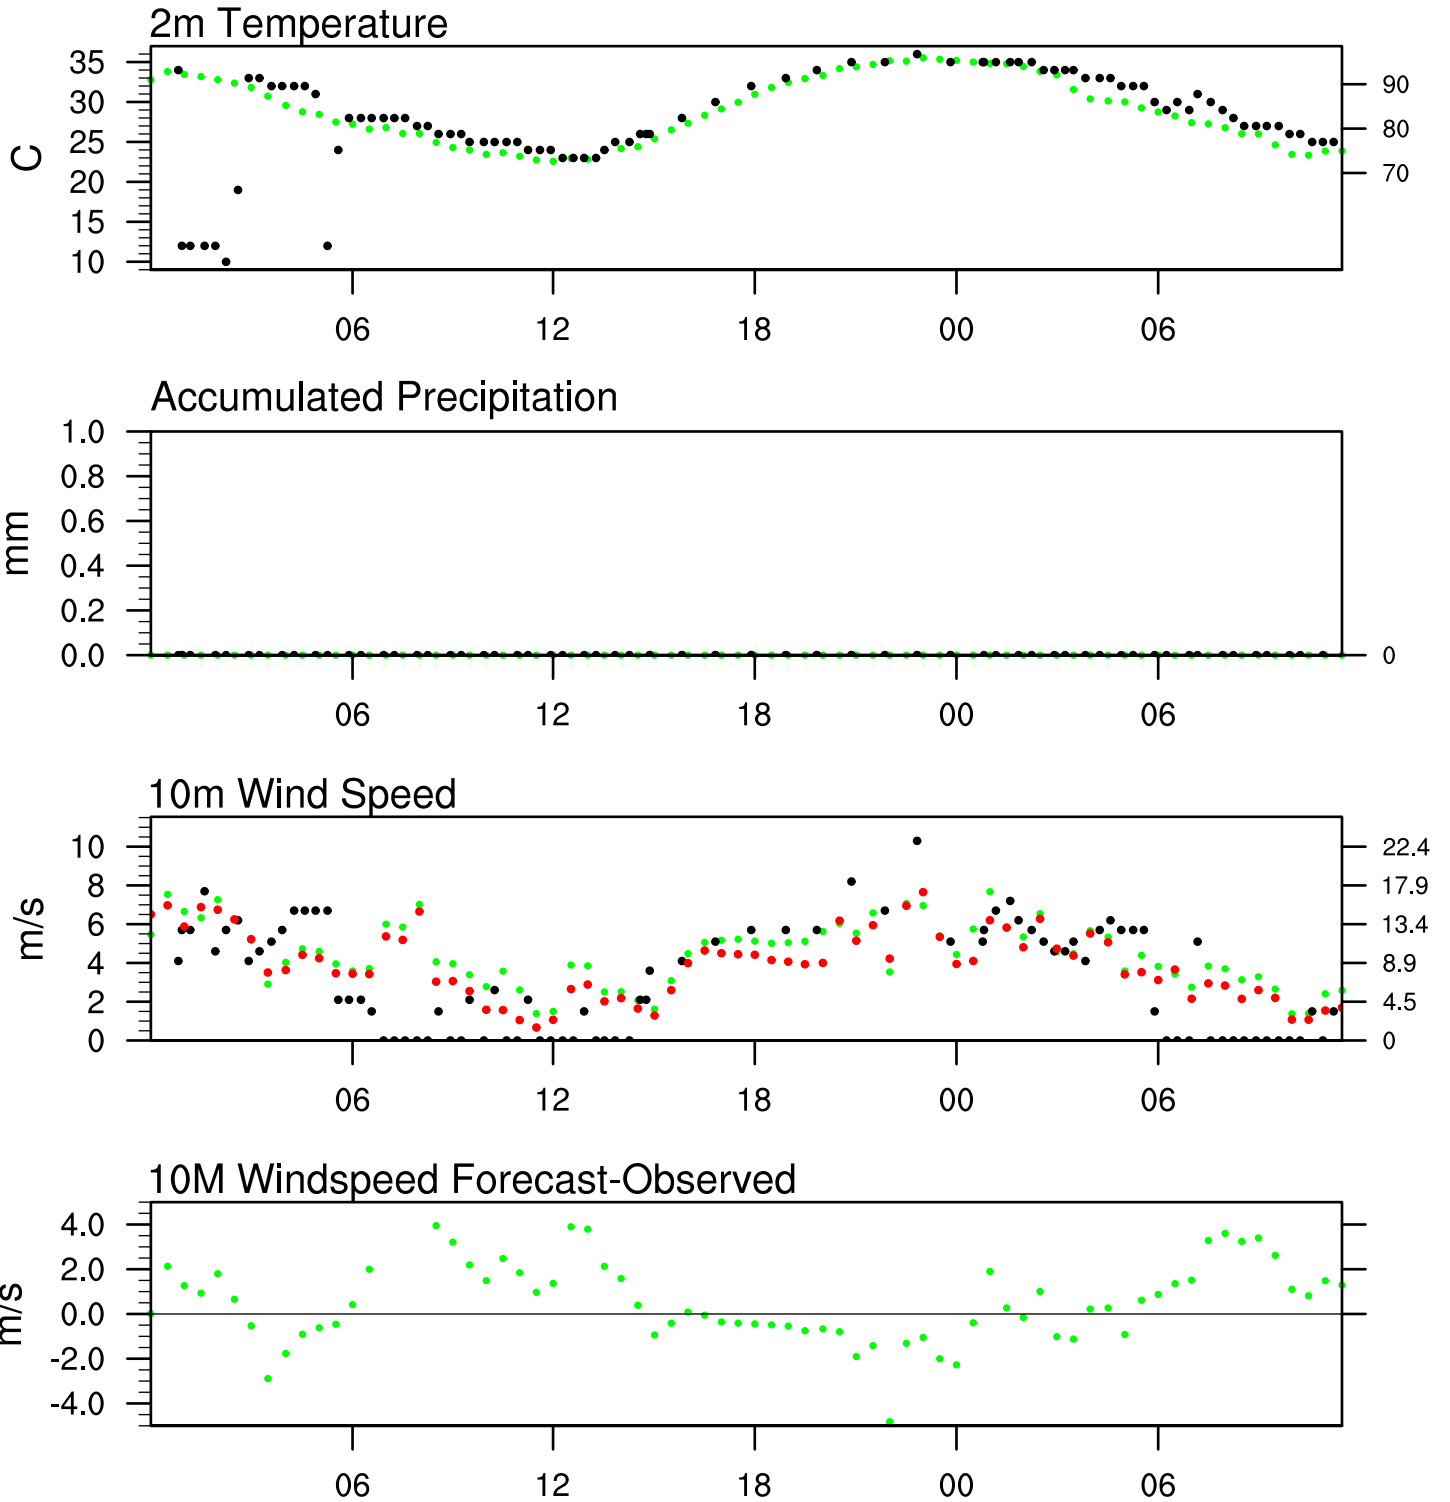 2m Temperature
35
30
25
20
15
10
C
90
80
70
06 12 18 00 06
Accumulated Precipitation
1.0
0.8
0.6
0.4
0.2
0.0
mm
0
06 12 18 00 06
10m Wind Speed
10
8
6
4
2
0
m/s
22.4
17.9
13.4
8.9
4.5
0
06 12 18 00 06
10M Windspeed Forecast-Observed
4.0
2.0
0.0
-2.0
-4.0
m/s
06 12 18 00 06